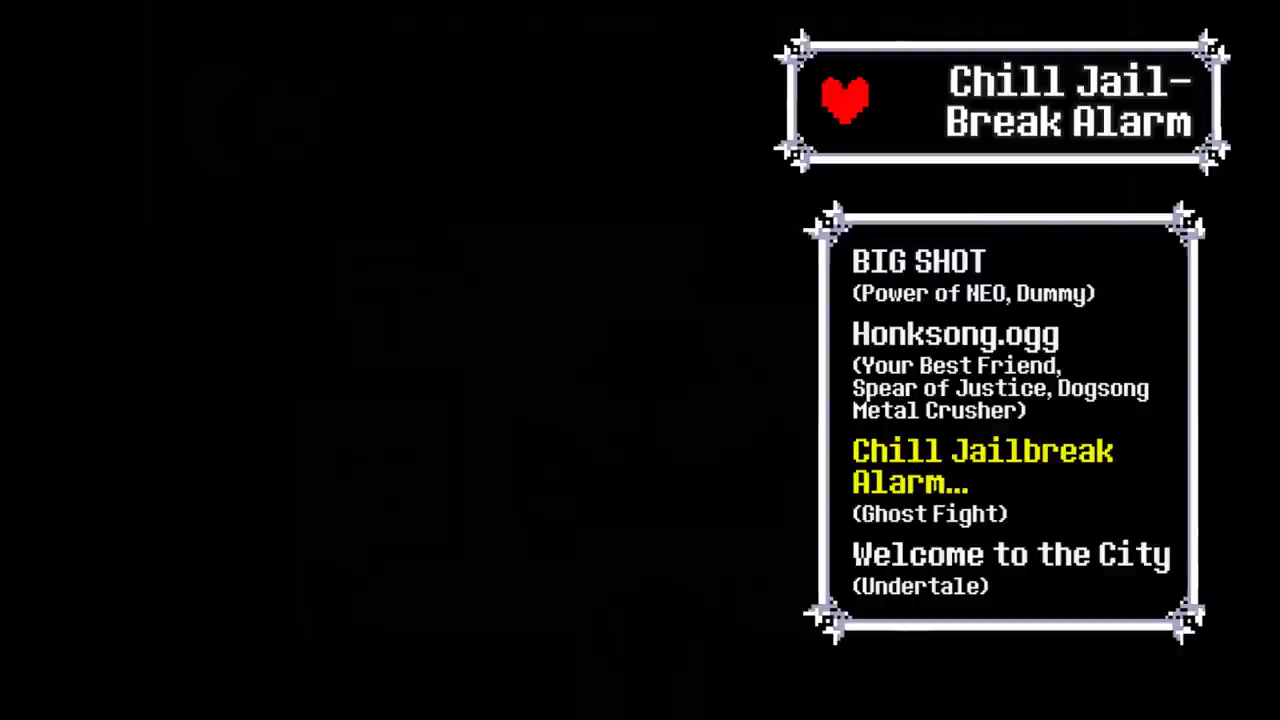 Chill Jail-
Break Alarm
BIG SHOT
(Power of NEO, Dummy)
Honksong.ogg
(Your Best Friend,
Spear of Justice, Dogsong
Metal Crusher)
Chill Jailbreak
Alarm...
(Ghost Fight)
Welcome to the City
(Undertale)